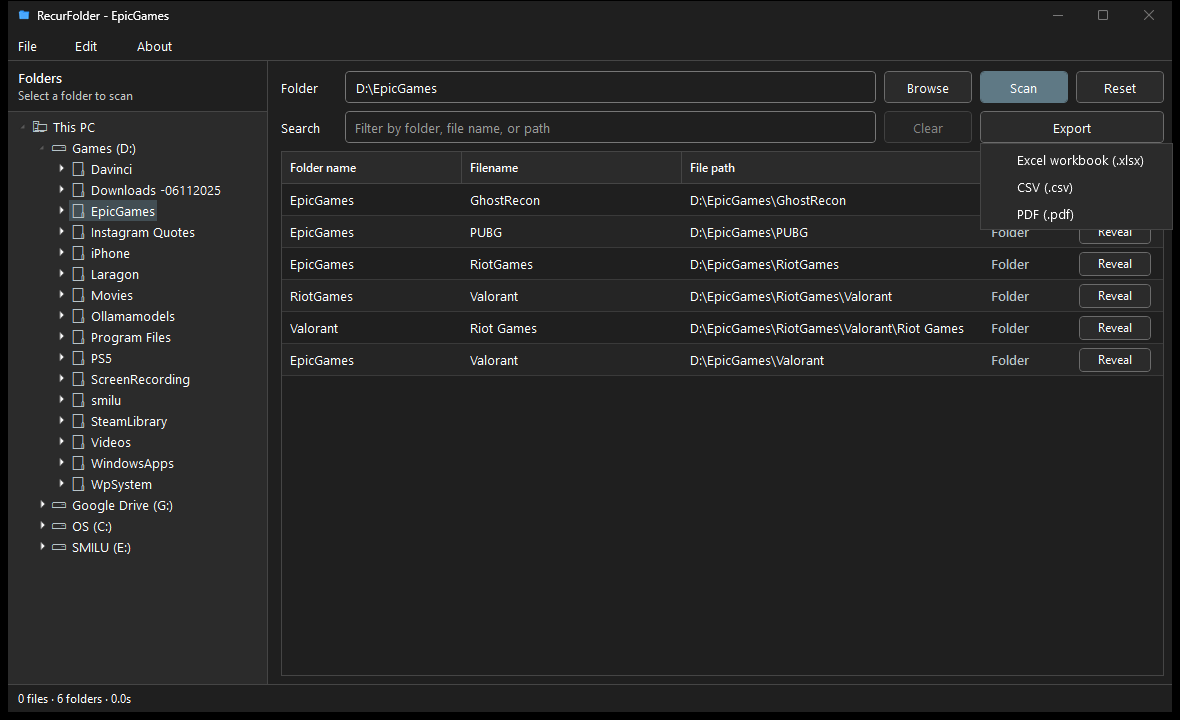 RecurFolder - EpicGames
File Edit About
Folders
Select a folder to scan
This PC
Games (D:)
Davinci
Downloads -06112025
EpicGames
Instagram Quotes
iPhone
Laragon
Movies
Ollamamodels
Program Files
PS5
ScreenRecording
smilu
SteamLibrary
Videos
WindowsApps
WpSystem
Google Drive (G:)
OS (C:)
SMILU (E:)
Folder D:\EpicGames Browse Scan Reset
Search Filter by folder, file name, or path Clear Export
Excel workbook (.xlsx)
CSV (.csv)
PDF (.pdf)
Folder name Filename File path
EpicGames GhostRecon D:\EpicGames\GhostRecon
EpicGames PUBG D:\EpicGames\PUBG Folder Reveal
EpicGames RiotGames D:\EpicGames\RiotGames Folder Reveal
RiotGames Valorant D:\EpicGames\RiotGames\Valorant Folder Reveal
Valorant Riot Games D:\EpicGames\RiotGames\Valorant\Riot Games Folder Reveal
EpicGames Valorant D:\EpicGames\Valorant Folder Reveal
0 files · 6 folders · 0.0s